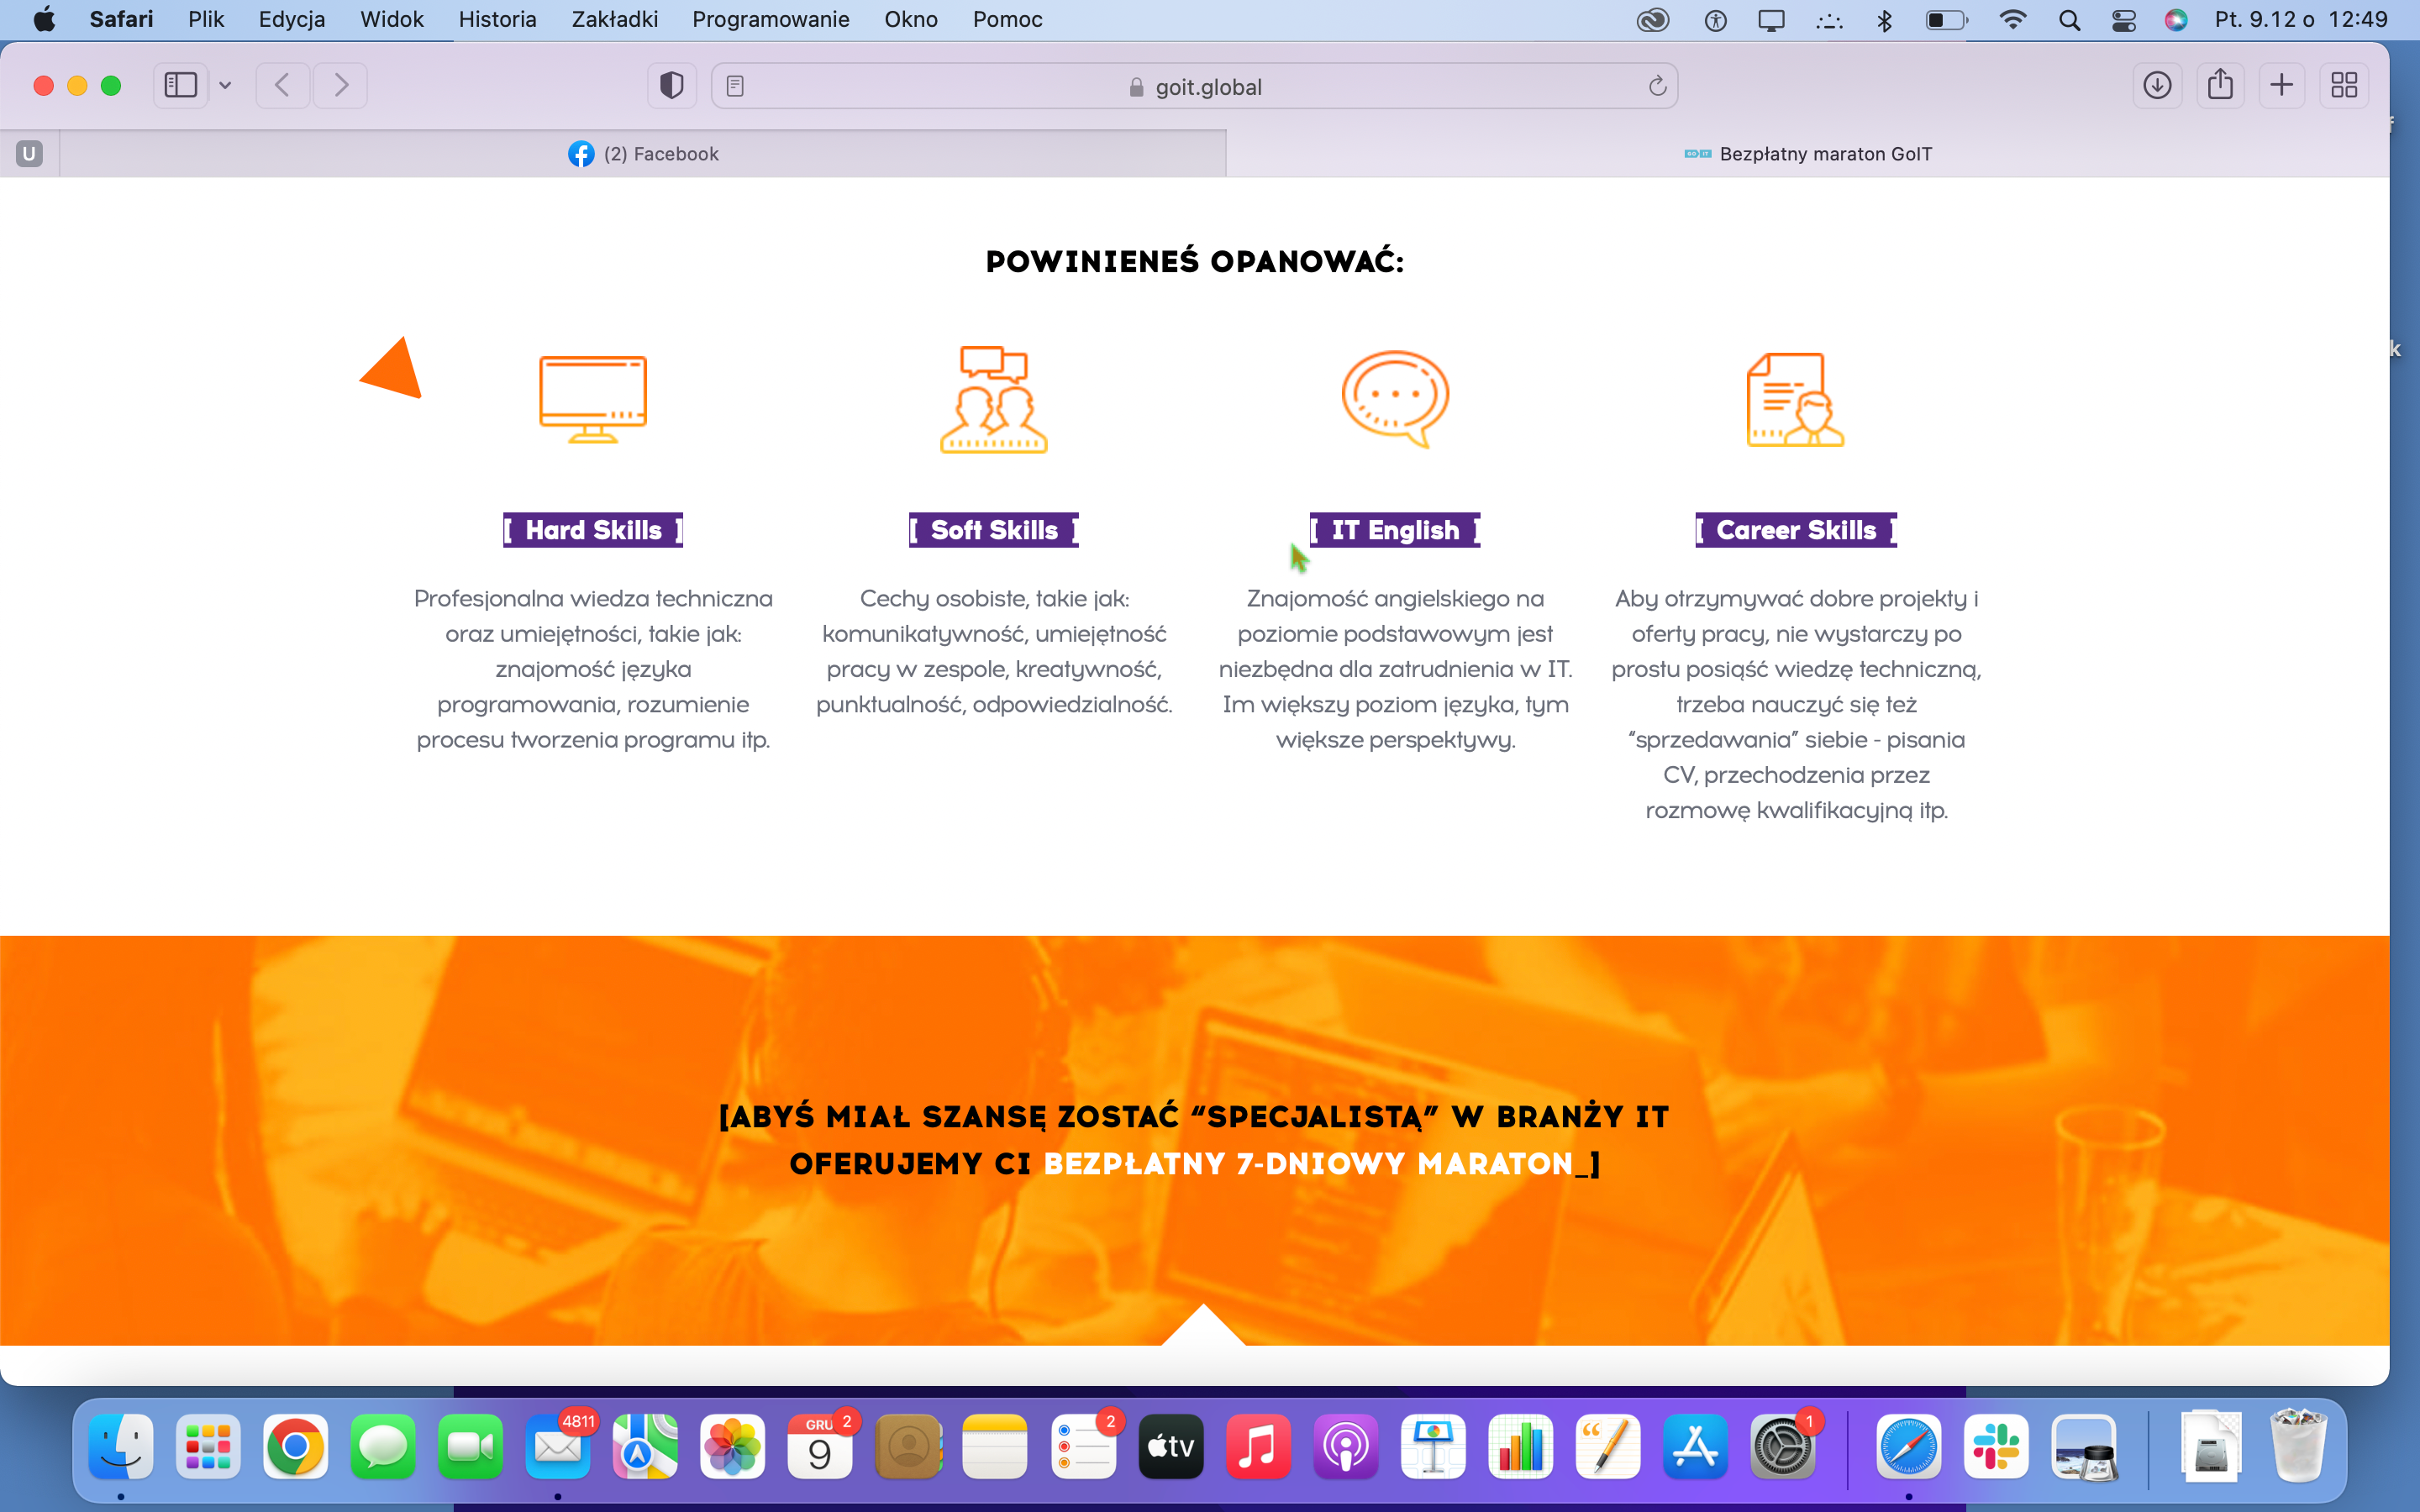 Safari Plik Edycja Widok Historia Zakładki Programowanie Okno Pomoc Pt. 9.12 o 12:49
goit.global
U (2) Facebook GO IT Bezpłatny maraton GoIT
f
k
POWINIENEŚ OPANOWAĆ:
[ Hard Skills ]
Profesjonalna wiedza techniczna
oraz umiejętności, takie jak:
znajomość języka
programowania, rozumienie
procesu tworzenia programu itp.
[ Soft Skills ]
Cechy osobiste, takie jak:
komunikatywność, umiejętność
pracy w zespole, kreatywność,
punktualność, odpowiedzialność.
[ IT English ]
Znajomość angielskiego na
poziomie podstawowym jest
niezbędna dla zatrudnienia w IT.
Im większy poziom języka, tym
większe perspektywy.
[ Career Skills ]
Aby otrzymywać dobre projekty i
oferty pracy, nie wystarczy po
prostu posiąść wiedzę techniczną,
trzeba nauczyć się też
“sprzedawania” siebie - pisania
CV, przechodzenia przez
rozmowę kwalifikacyjną itp.
[ABYŚ MIAŁ SZANSĘ ZOSTAĆ “SPECJALISTĄ” W BRANŻY IT
OFERUJEMY CI BEZPŁATNY 7-DNIOWY MARATON_]
4811 GRU 2 2 1
9 tv